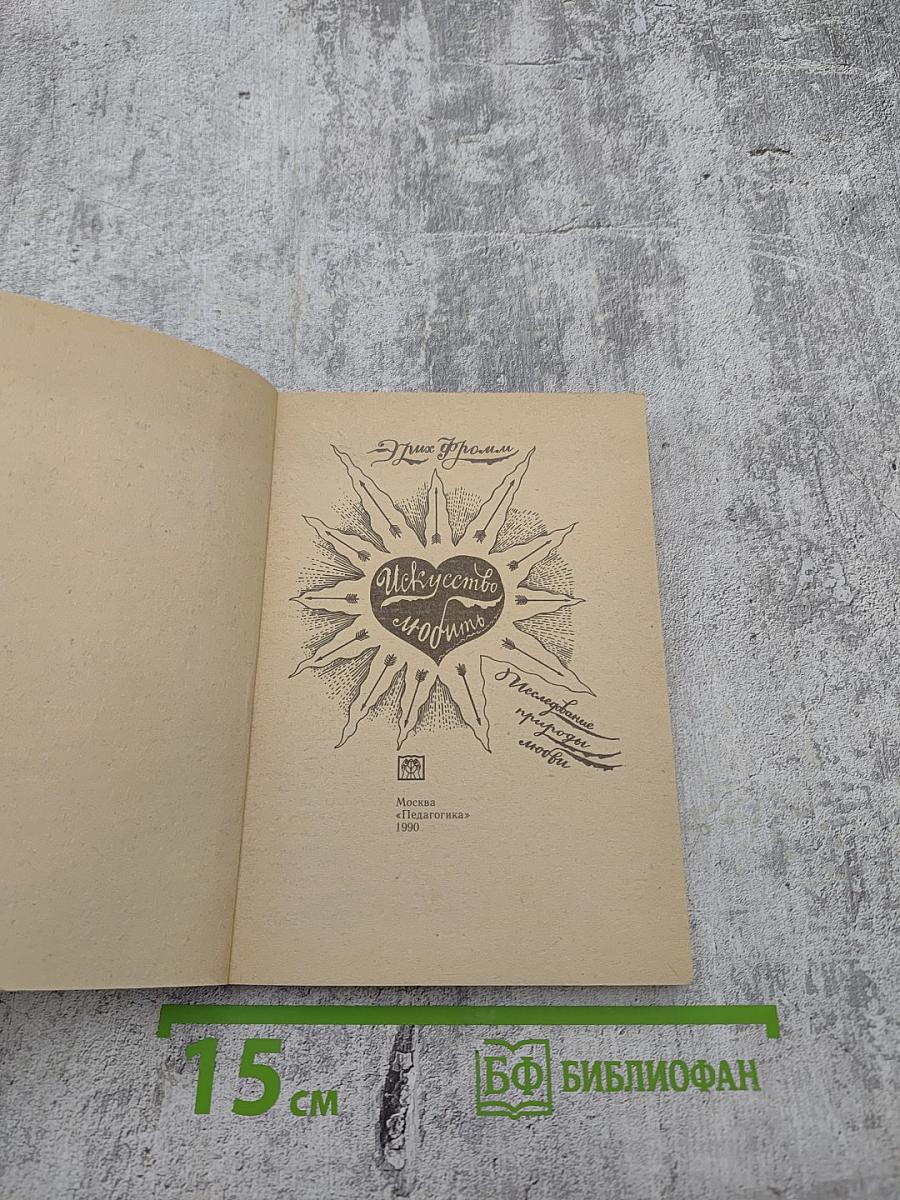 Эрих Фромм
Искусство
любить
Исследование
природы
любви
Москва
«Педагогика»
1990
15 см
БФ БИБЛИОФАН